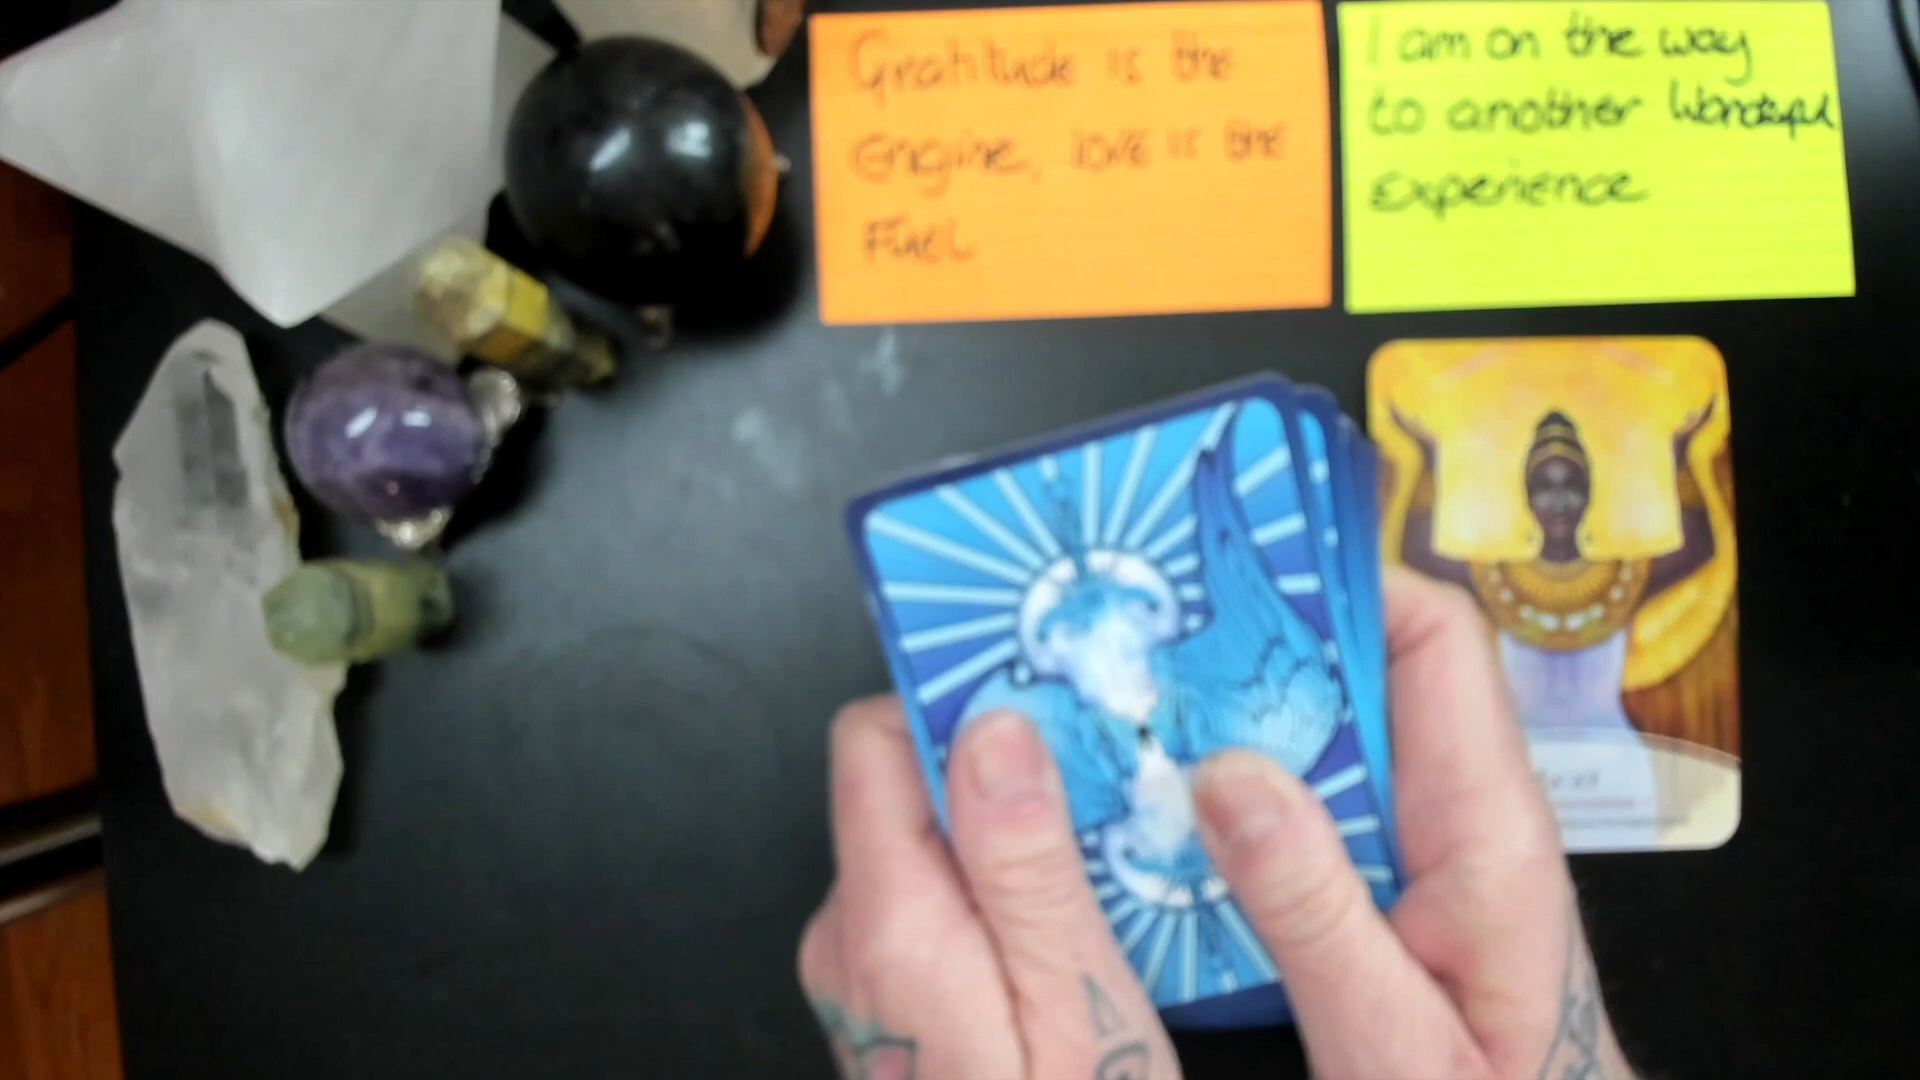 Gratitude is the
engine, love is the
Fuel
I am on the way
to another Wonderful
Experience